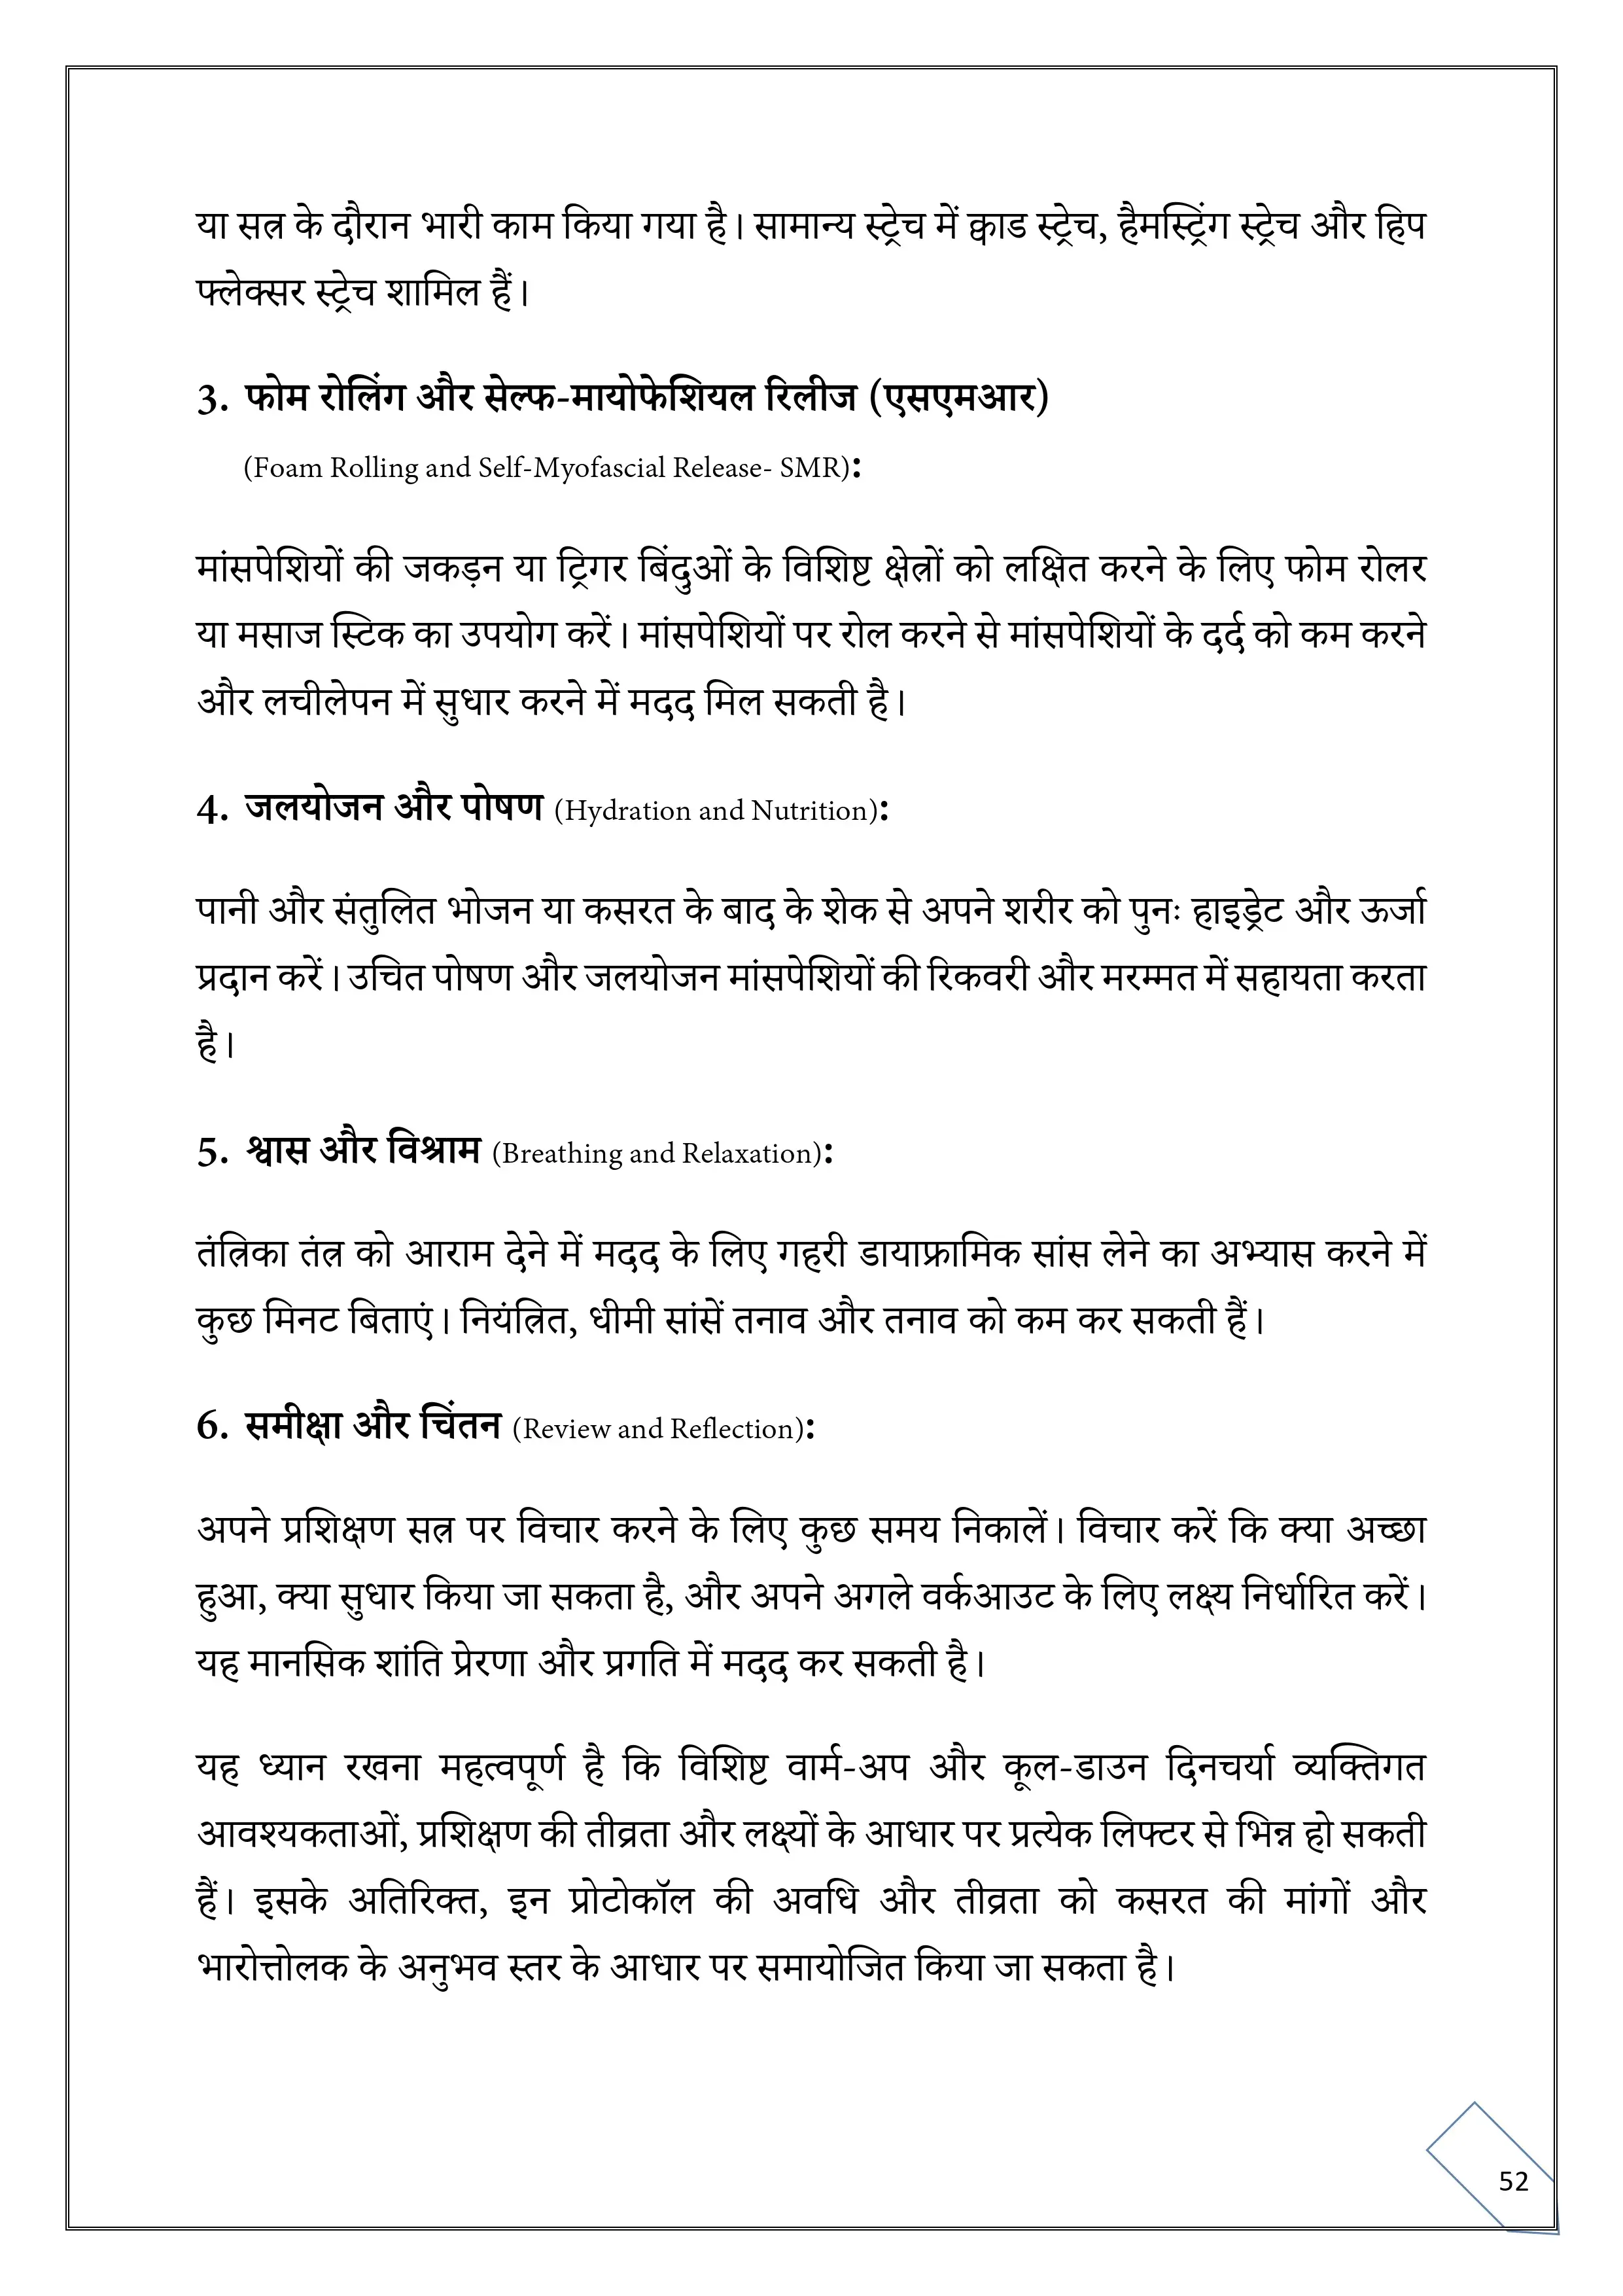 या सत्र के दौरान भारी काम किया गया है। सामान्य स्ट्रेच में क्वाड स्ट्रेच, हैमस्ट्रिंग स्ट्रेच और हिप
फ्लेक्सर स्ट्रेच शामिल हैं।
3. फोम रोलिंग और सेल्फ-मायोफेशियल रिलीज (एसएमआर)
(Foam Rolling and Self-Myofascial Release- SMR):
मांसपेशियों की जकड़न या ट्रिगर बिंदुओं के विशिष्ट क्षेत्रों को लक्षित करने के लिए फोम रोलर
या मसाज स्टिक का उपयोग करें। मांसपेशियों पर रोल करने से मांसपेशियों के दर्द को कम करने
और लचीलेपन में सुधार करने में मदद मिल सकती है।
4. जलयोजन और पोषण (Hydration and Nutrition):
पानी और संतुलित भोजन या कसरत के बाद के शेक से अपने शरीर को पुनः हाइड्रेट और ऊर्जा
प्रदान करें। उचित पोषण और जलयोजन मांसपेशियों की रिकवरी और मरम्मत में सहायता करता
है।
5. श्वास और विश्राम (Breathing and Relaxation):
तंत्रिका तंत्र को आराम देने में मदद के लिए गहरी डायाफ्रामिक सांस लेने का अभ्यास करने में
कुछ मिनट बिताएं। नियंत्रित, धीमी सांसें तनाव और तनाव को कम कर सकती हैं।
6. समीक्षा और चिंतन (Review and Reflection):
अपने प्रशिक्षण सत्र पर विचार करने के लिए कुछ समय निकालें। विचार करें कि क्या अच्छा
हुआ, क्या सुधार किया जा सकता है, और अपने अगले वर्कआउट के लिए लक्ष्य निर्धारित करें।
यह मानसिक शांति प्रेरणा और प्रगति में मदद कर सकती है।
यह ध्यान रखना महत्वपूर्ण है कि विशिष्ट वार्म-अप और कूल-डाउन दिनचर्या व्यक्तिगत
आवश्यकताओं, प्रशिक्षण की तीव्रता और लक्ष्यों के आधार पर प्रत्येक लिफ्टर से भिन्न हो सकती
हैं। इसके अतिरिक्त, इन प्रोटोकॉल की अवधि और तीव्रता को कसरत की मांगों और
भारोत्तोलक के अनुभव स्तर के आधार पर समायोजित किया जा सकता है।
52